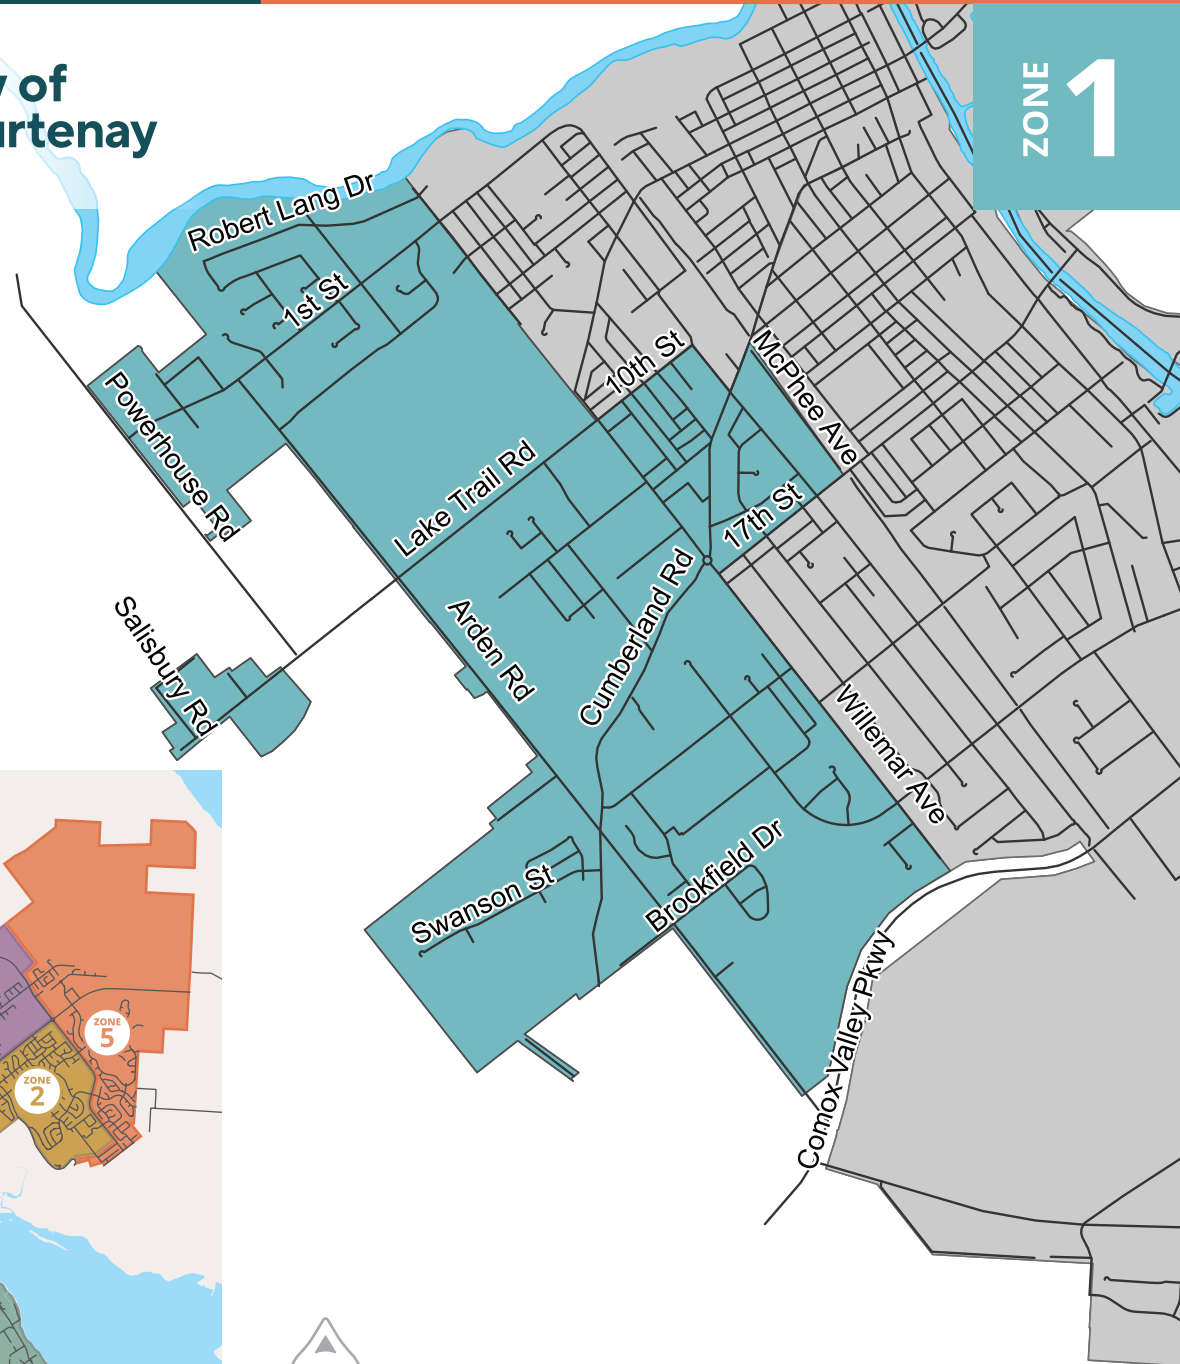 y of
urtenay
ZONE 1
Robert Lang Dr
1st St
Powerhouse Rd
10th St
McPhee Ave
Lake Trail Rd
17th St
Cumberland Rd
Arden Rd
Salisbury Rd
Willemar Ave
Brookfield Dr
Swanson St
Comox-Valley-Pkwy
ZONE
5
ZONE
2